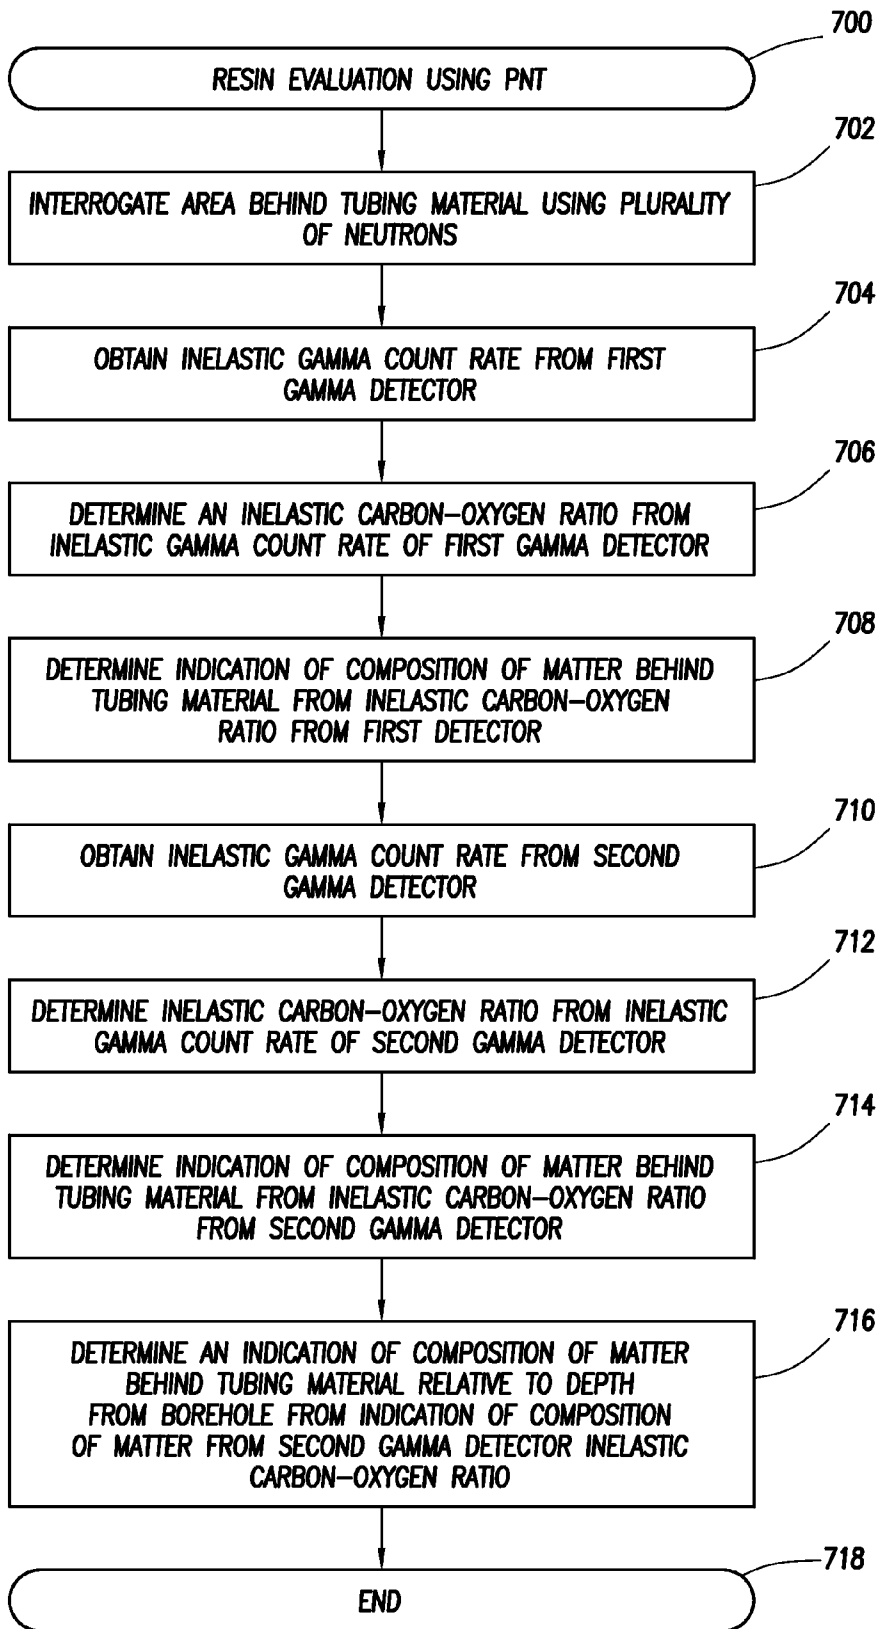 700
RESIN EVALUATION USING PNT
702
INTERROGATE AREA BEHIND TUBING MATERIAL USING PLURALITY
OF NEUTRONS
704
OBTAIN INELASTIC GAMMA COUNT RATE FROM FIRST
GAMMA DETECTOR
706
DETERMINE AN INELASTIC CARBON-OXYGEN RATIO FROM
INELASTIC GAMMA COUNT RATE OF FIRST GAMMA DETECTOR
708
DETERMINE INDICATION OF COMPOSITION OF MATTER BEHIND
TUBING MATERIAL FROM INELASTIC CARBON-OXYGEN
RATIO FROM FIRST DETECTOR
710
OBTAIN INELASTIC GAMMA COUNT RATE FROM SECOND
GAMMA DETECTOR
712
DETERMINE INELASTIC CARBON-OXYGEN RATIO FROM INELASTIC
GAMMA COUNT RATE OF SECOND GAMMA DETECTOR
714
DETERMINE INDICATION OF COMPOSITION OF MATTER BEHIND
TUBING MATERIAL FROM INELASTIC CARBON-OXYGEN RATIO
FROM SECOND GAMMA DETECTOR
716
DETERMINE AN INDICATION OF COMPOSITION OF MATTER
BEHIND TUBING MATERIAL RELATIVE TO DEPTH
FROM BOREHOLE FROM INDICATION OF COMPOSITION
OF MATTER FROM SECOND GAMMA DETECTOR INELASTIC
CARBON-OXYGEN RATIO
718
END